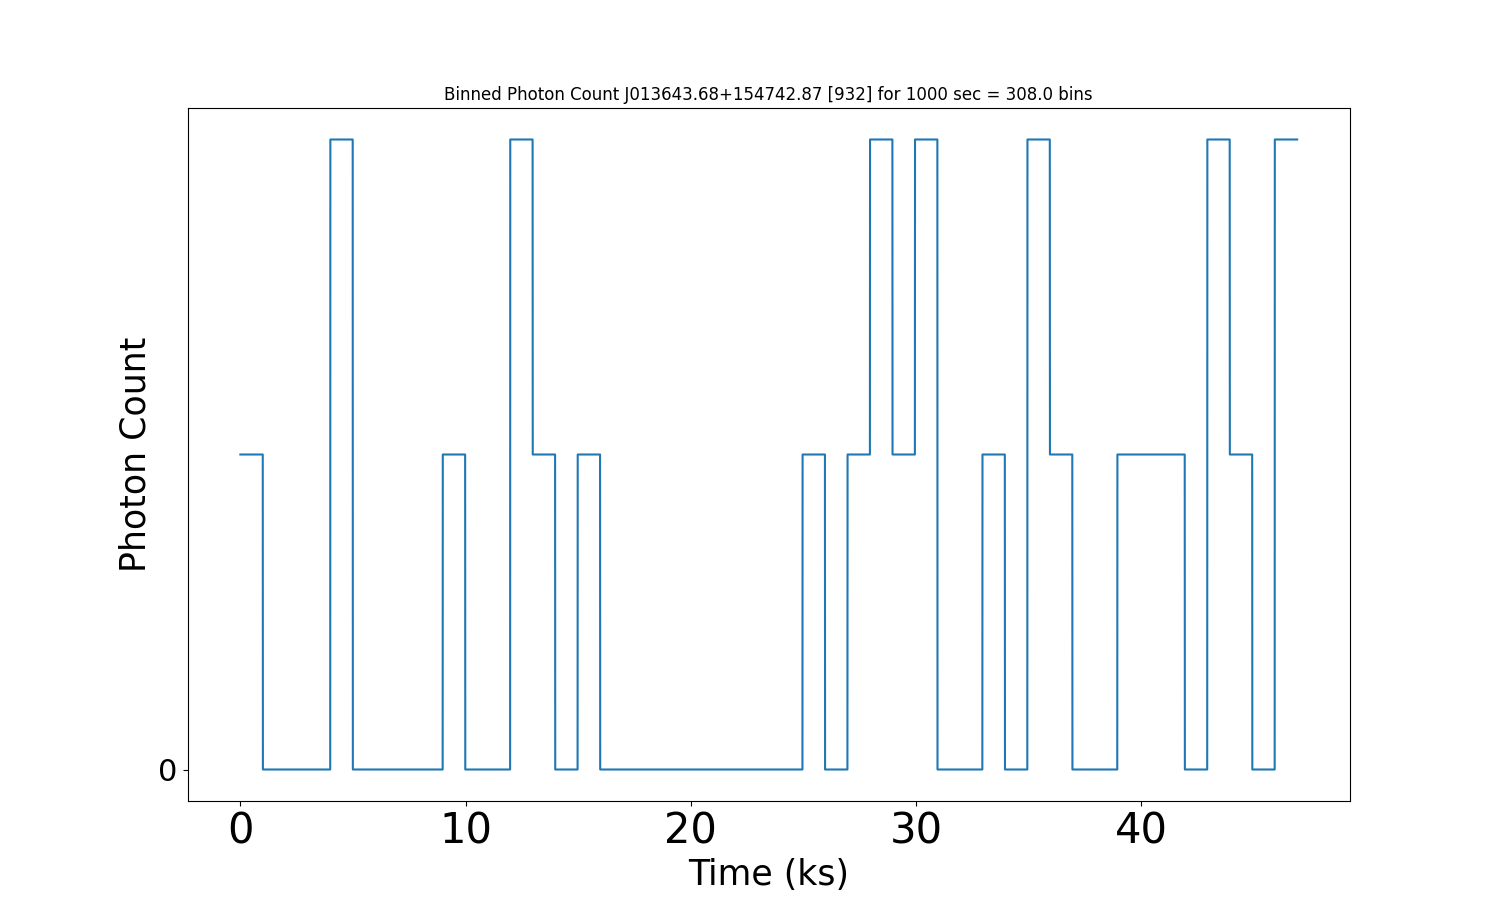 Binned Photon Count J013643.68+154742.87 [932] for 1000 sec = 308.0 bins
Photon Count
0
0 10 20 30 40
Time (ks)